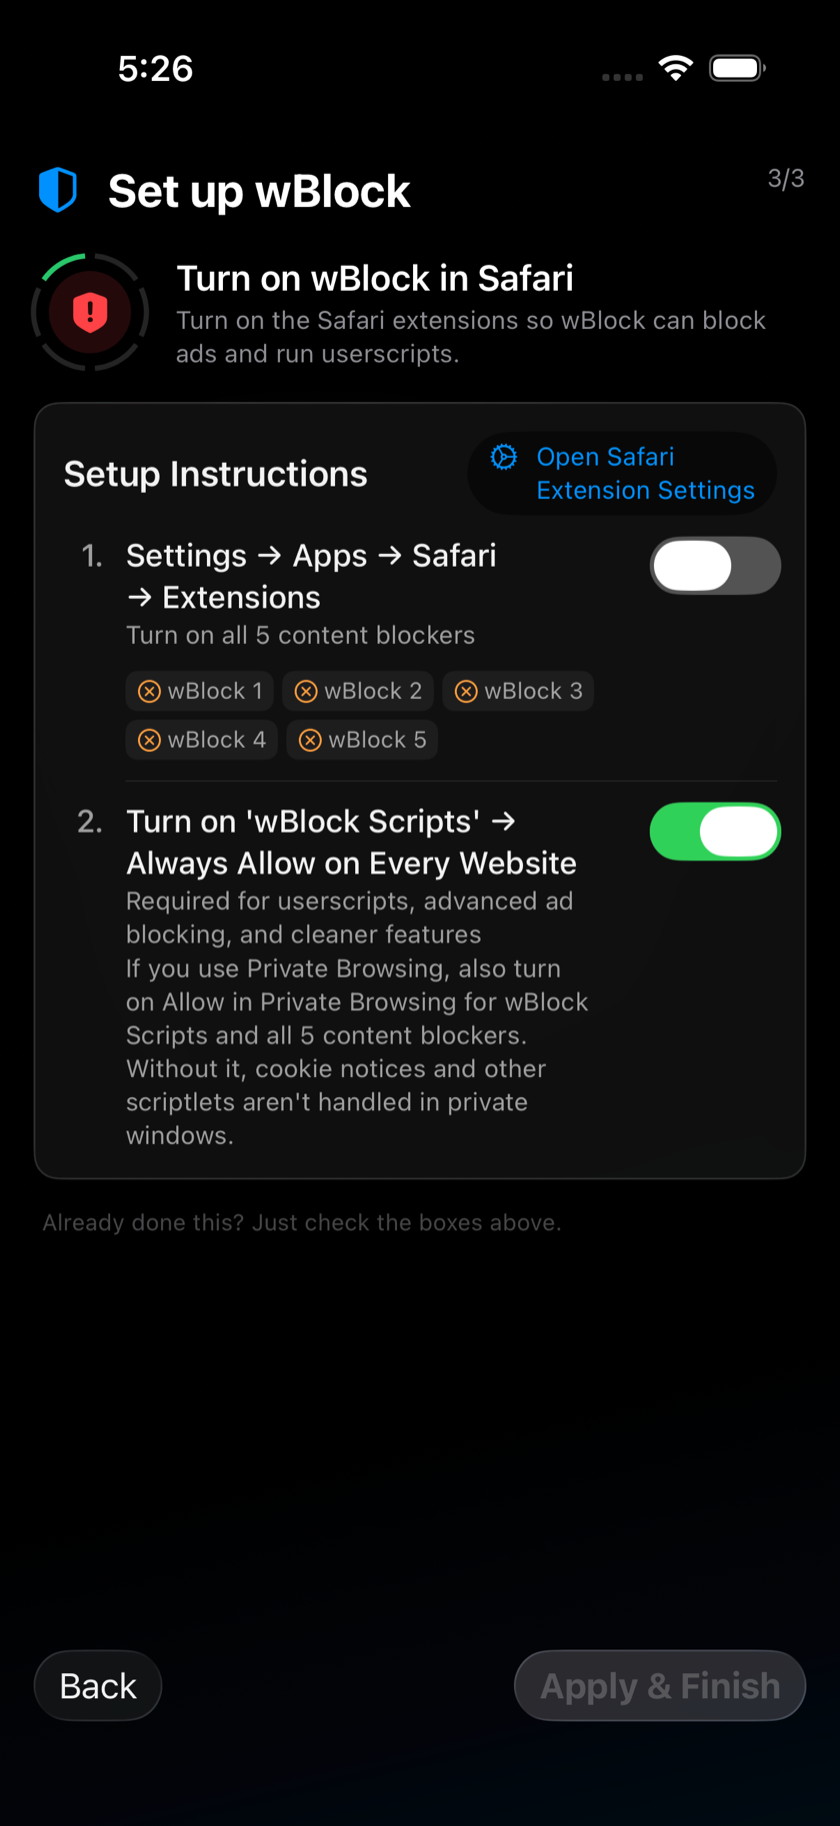 5:26
Set up wBlock
3/3
Turn on wBlock in Safari
Turn on the Safari extensions so wBlock can block
ads and run userscripts.
Setup Instructions
Open Safari
Extension Settings
1. Settings → Apps → Safari
→ Extensions
Turn on all 5 content blockers
wBlock 1 wBlock 2 wBlock 3
wBlock 4 wBlock 5
2. Turn on 'wBlock Scripts' →
Always Allow on Every Website
Required for userscripts, advanced ad
blocking, and cleaner features
If you use Private Browsing, also turn
on Allow in Private Browsing for wBlock
Scripts and all 5 content blockers.
Without it, cookie notices and other
scriptlets aren't handled in private
windows.
Already done this? Just check the boxes above.
Back
Apply & Finish